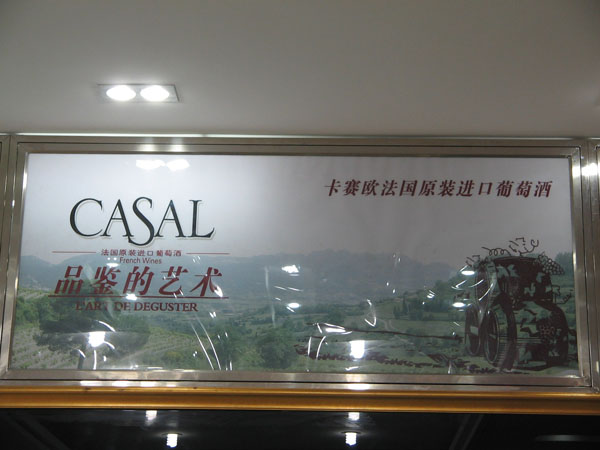 卡赛欧法国原装进口葡萄酒
CASAL
法国原装进口葡萄酒
French Wines
品鉴的艺术
L'ART DE DEGUSTER